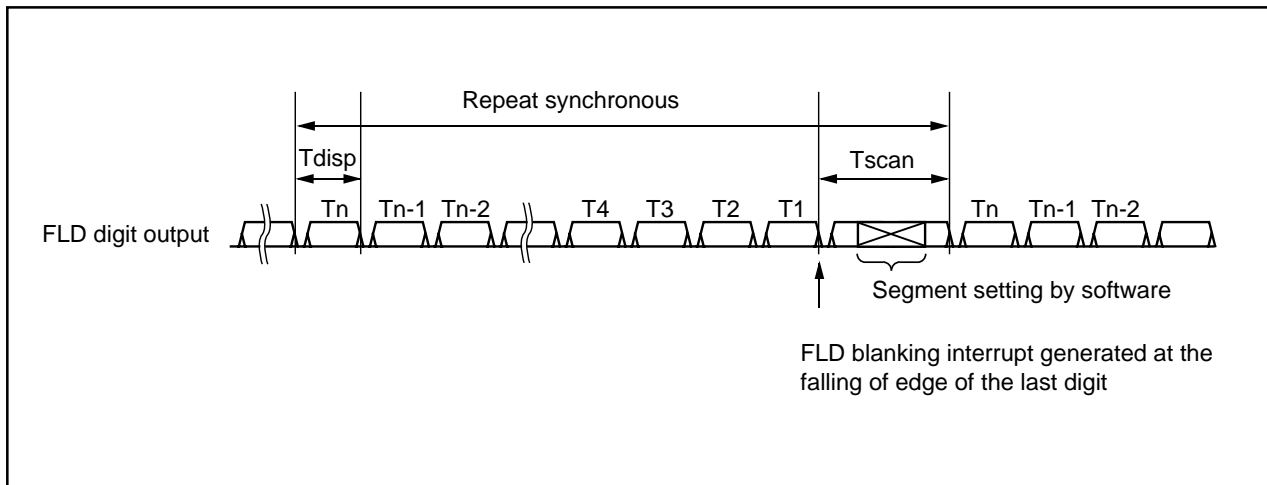 Repeat synchronous
Tdisp
Tscan
Tn Tn-1 Tn-2 T4 T3 T2 T1 Tn Tn-1 Tn-2
FLD digit output
Segment setting by software
FLD blanking interrupt generated at the
falling of edge of the last digit